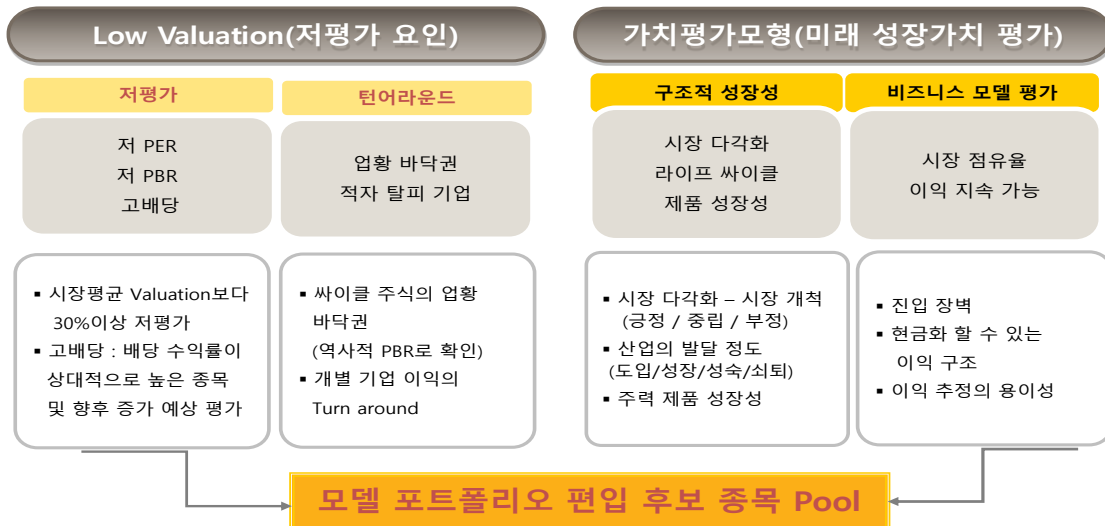 Low Valuation(저평가 요인)
가치평가모형(미래 성장가치 평가)
저평가
턴어라운드
구조적 성장성
비즈니스 모델 평가
저 PER
저 PBR
고배당
업황 바닥권
적자 탈피 기업
시장 다각화
라이프 싸이클
제품 성장성
시장 점유율
이익 지속 가능
▪ 시장평균 Valuation보다
30%이상 저평가
▪ 고배당 : 배당 수익률이
상대적으로 높은 종목
및 향후 증가 예상 평가
▪ 싸이클 주식의 업황
바닥권
(역사적 PBR로 확인)
▪ 개별 기업 이익의
Turn around
▪ 시장 다각화 – 시장 개척
(긍정 / 중립 / 부정)
▪ 산업의 발달 정도
(도입/성장/성숙/쇠퇴)
▪ 주력 제품 성장성
▪ 진입 장벽
▪ 현금화 할 수 있는
이익 구조
▪ 이익 추정의 용이성
모델 포트폴리오 편입 후보 종목 Pool